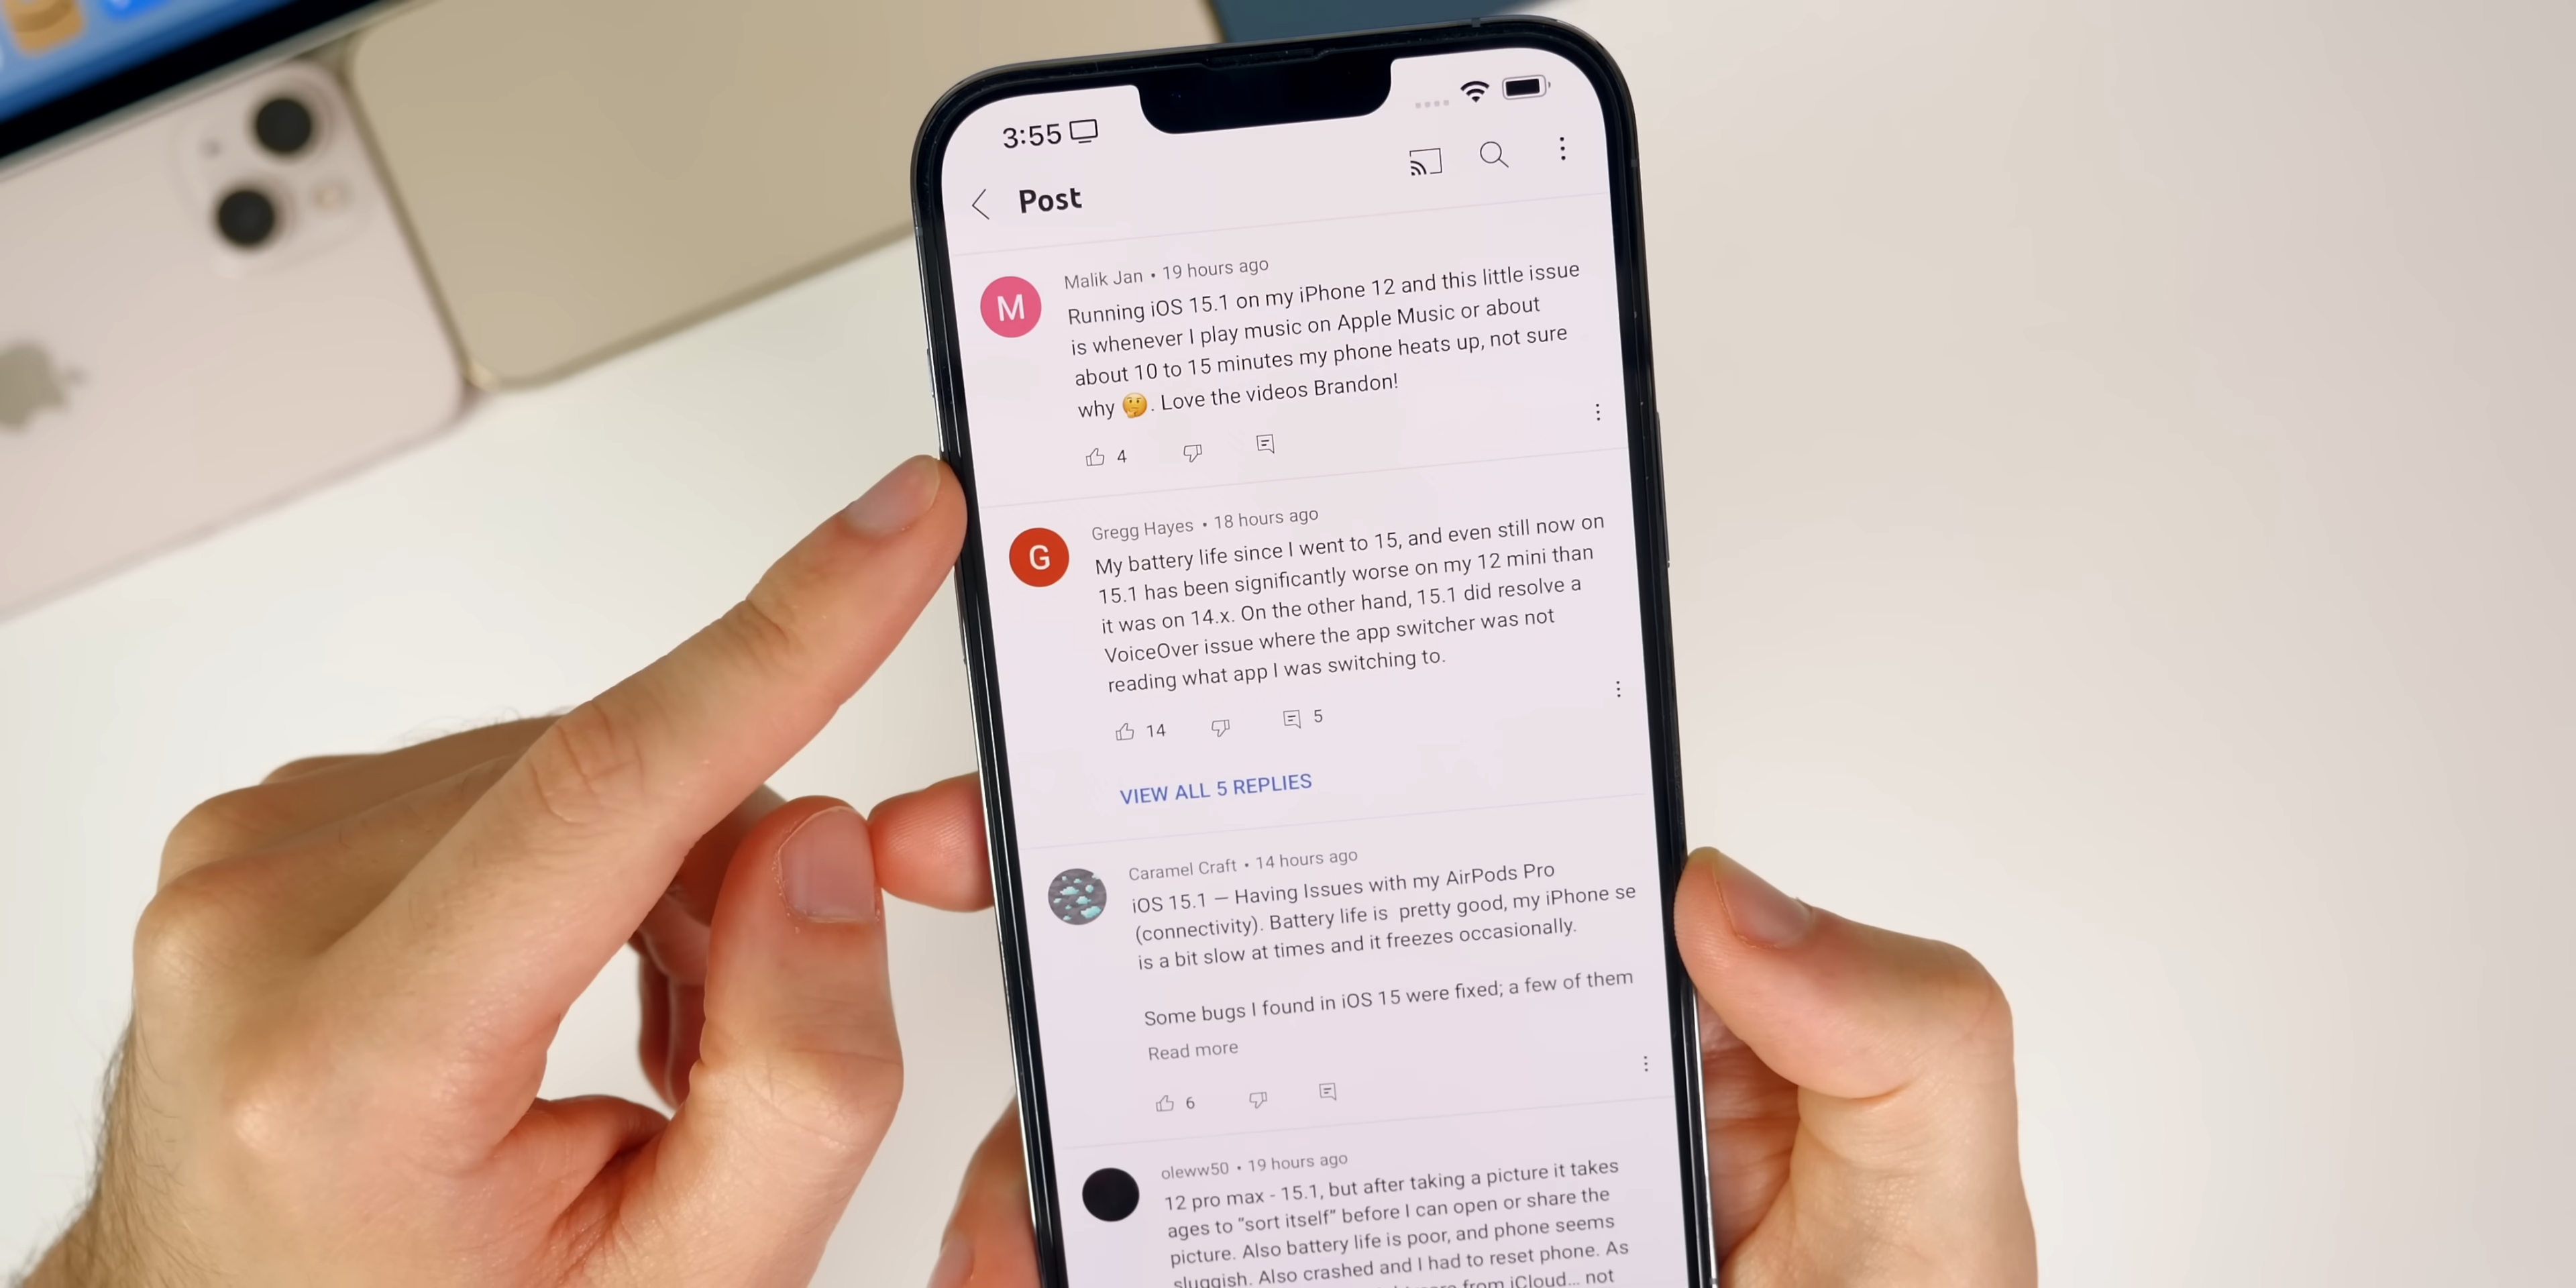 3:55
Post
Malik Jan • 19 hours ago
M
Running iOS 15.1 on my iPhone 12 and this little issue
is whenever I play music on Apple Music or about
about 10 to 15 minutes my phone heats up, not sure
why 🤔. Love the videos Brandon!
4
Gregg Hayes • 18 hours ago
G
My battery life since I went to 15, and even still now on
15.1 has been significantly worse on my 12 mini than
it was on 14.x. On the other hand, 15.1 did resolve a
VoiceOver issue where the app switcher was not
reading what app I was switching to.
14 5
VIEW ALL 5 REPLIES
Caramel Craft • 14 hours ago
iOS 15.1 — Having Issues with my AirPods Pro
(connectivity). Battery life is pretty good, my iPhone se
is a bit slow at times and it freezes occasionally.
Some bugs I found in iOS 15 were fixed; a few of them
Read more
6
oleww50 • 19 hours ago
12 pro max - 15.1, but after taking a picture it takes
ages to “sort itself” before I can open or share the
picture. Also battery life is poor, and phone seems
sluggish. Also crashed and I had to reset phone. As
from iCloud... not